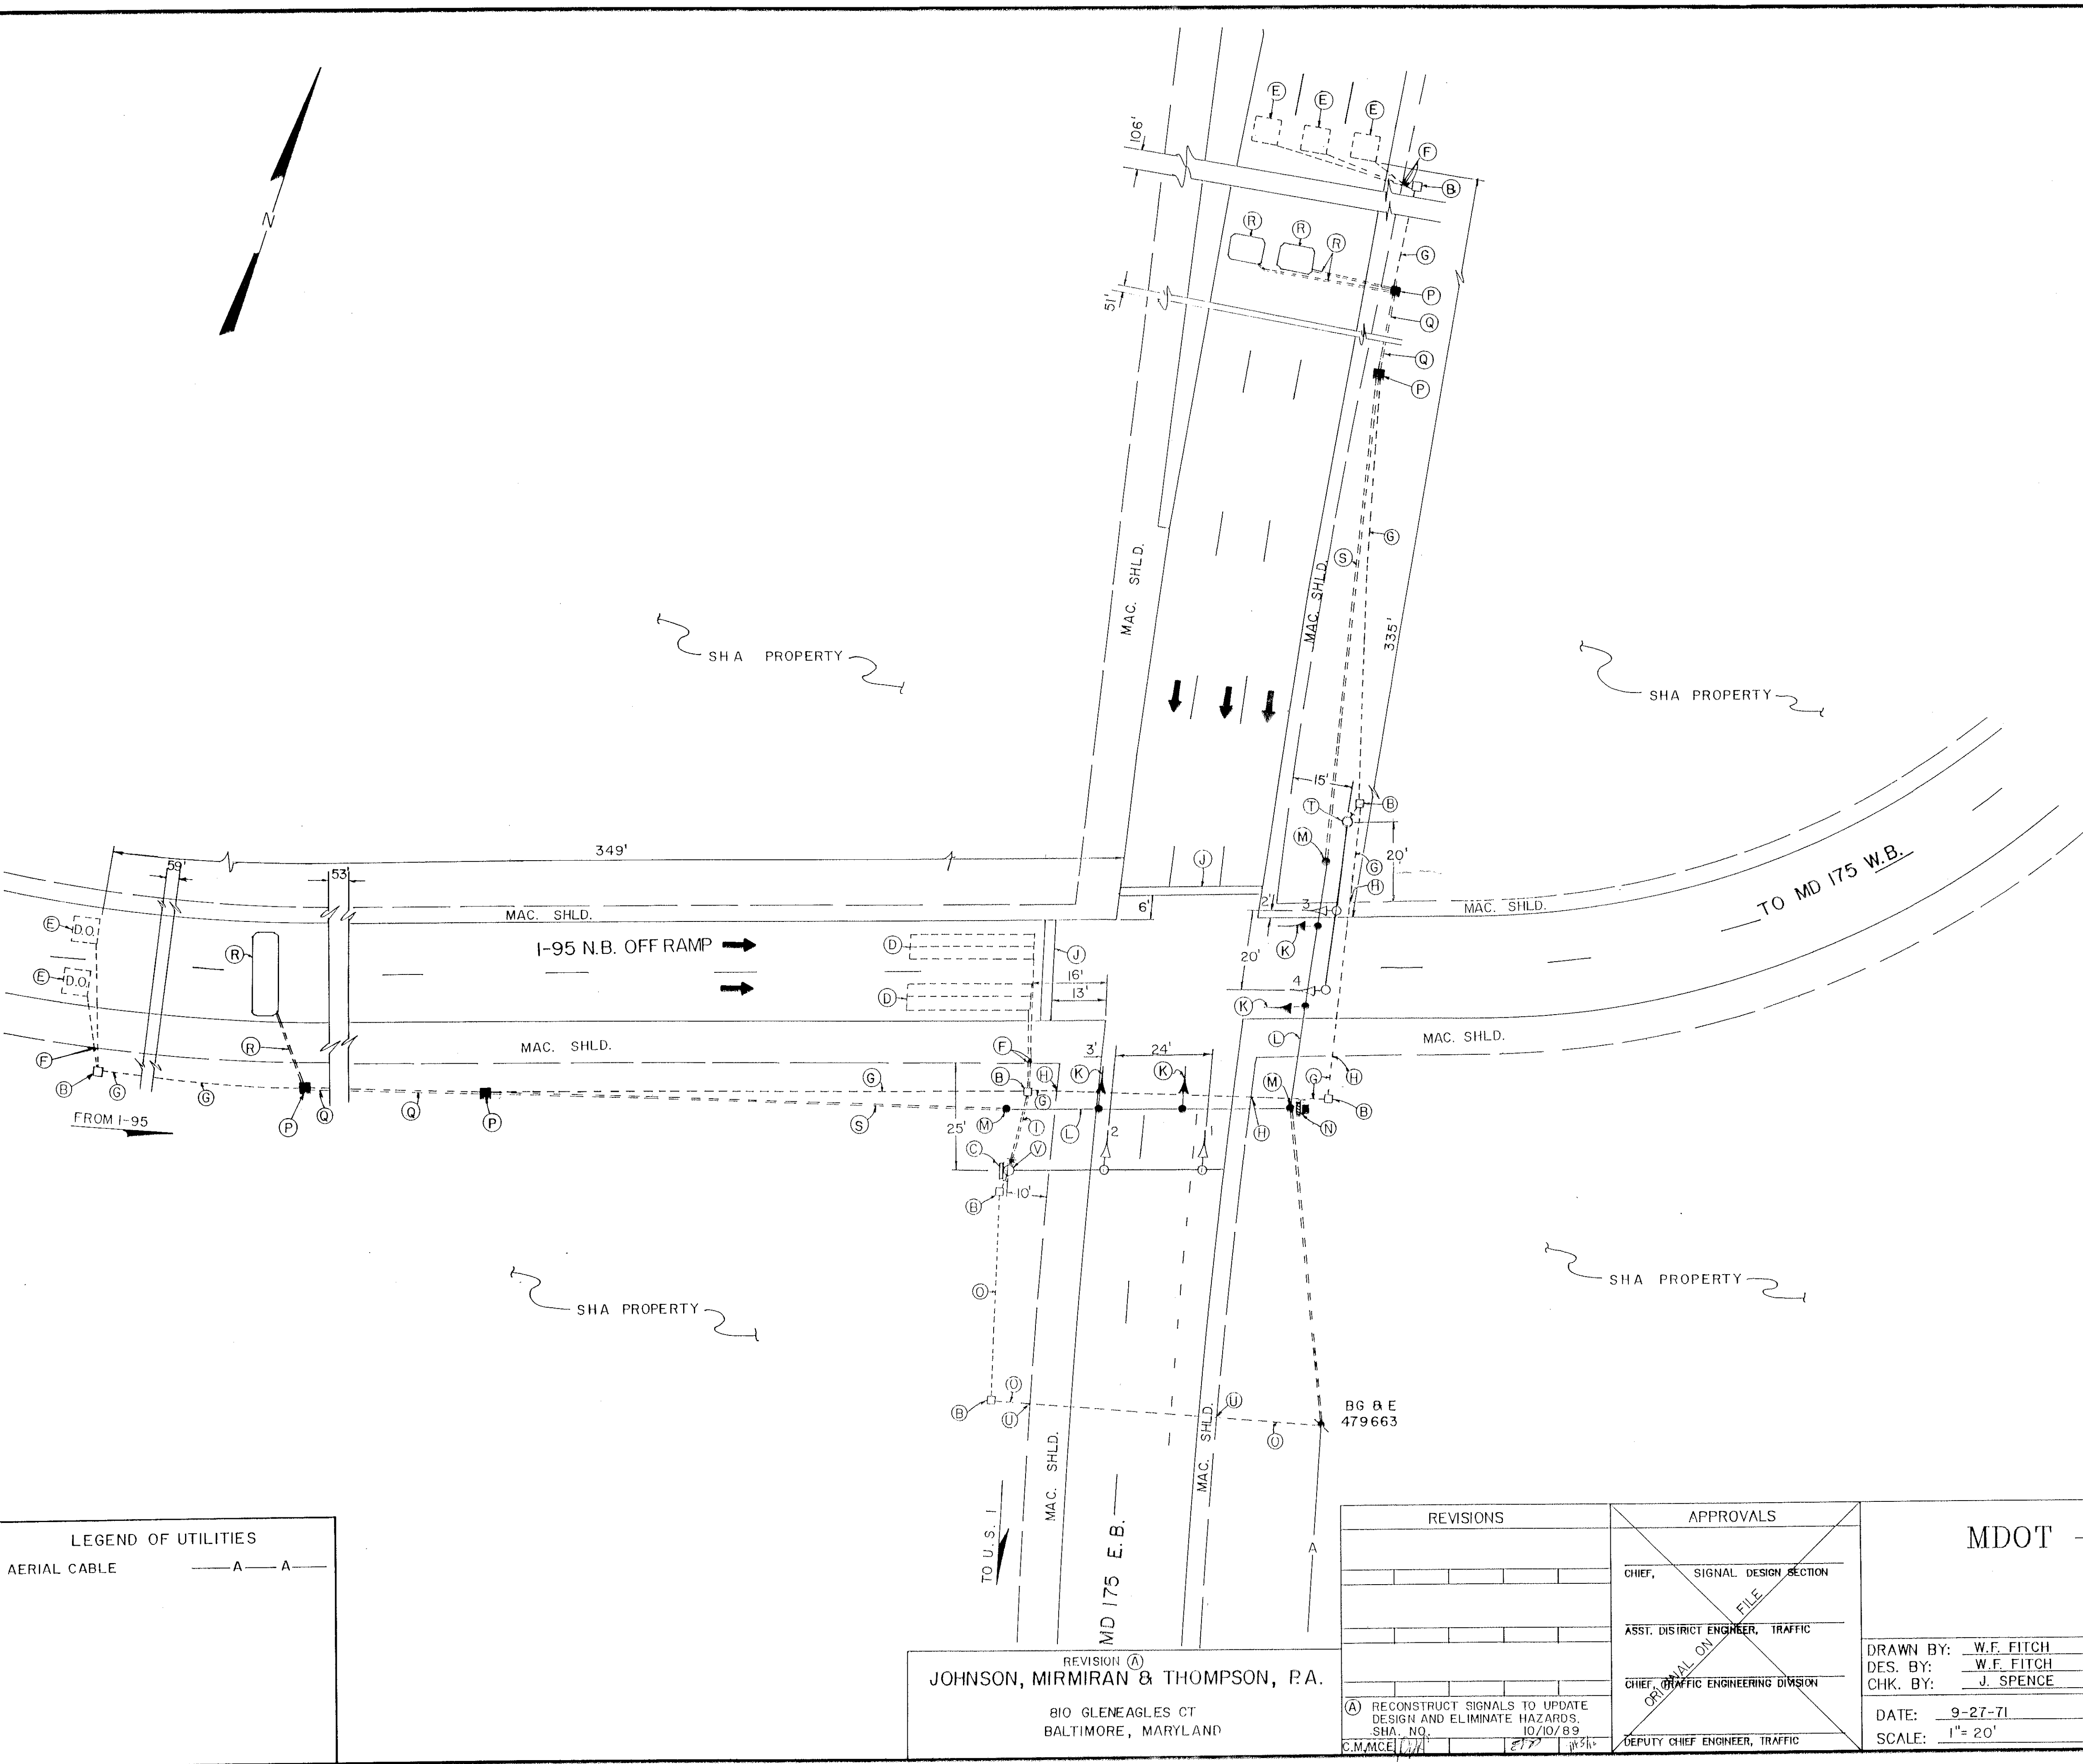 106'
E
E
E
F
B
R
R
R
G
P
51'
Q
Q
P
N
G
S
MAC. SHLD.
MAC. SHLD.
335'
SHA PROPERTY
SHA PROPERTY
15'
B
T
M
20'
349'
J
G
H
59'
53'
TO MD 175 W.B.
6'
2'
3
MAC. SHLD.
MAC. SHLD.
E
D.O.
R
I-95 N.B. OFF RAMP
D
J
K
20'
16'
E
D.O.
13'
4
D
K
L
MAC. SHLD.
MAC. SHLD.
R
F
3'
24'
F
B
G
G
G
B
H
K
K
M
G
H
FROM I-95
P
Q
Q
P
S
25'
M
G
I
L
2
H
N
B
C
V
B
10'
O
SHA PROPERTY
SHA PROPERTY
O
B
U
U
O
BG & E
479663
MAC. SHLD.
MAC. SHLD.
TO U.S. 1
MD 175 E.B.
A
LEGEND OF UTILITIES
AERIAL CABLE A A
REVISION A
JOHNSON, MIRMIRAN & THOMPSON, P.A.
810 GLENEAGLES CT
BALTIMORE, MARYLAND
REVISIONS
A RECONSTRUCT SIGNALS TO UPDATE
DESIGN AND ELIMINATE HAZARDS.
SHA. NO. 10/10/89
C.M.M.C.E.
APPROVALS
CHIEF, SIGNAL DESIGN SECTION
ASST. DISTRICT ENGINEER, TRAFFIC
CHIEF, TRAFFIC ENGINEERING DIVISION
DEPUTY CHIEF ENGINEER, TRAFFIC
ORIGINAL ON FILE
MDOT -
DRAWN BY: W.F. FITCH
DES. BY: W.F. FITCH
CHK. BY: J. SPENCE
DATE: 9-27-71
SCALE: 1"= 20'